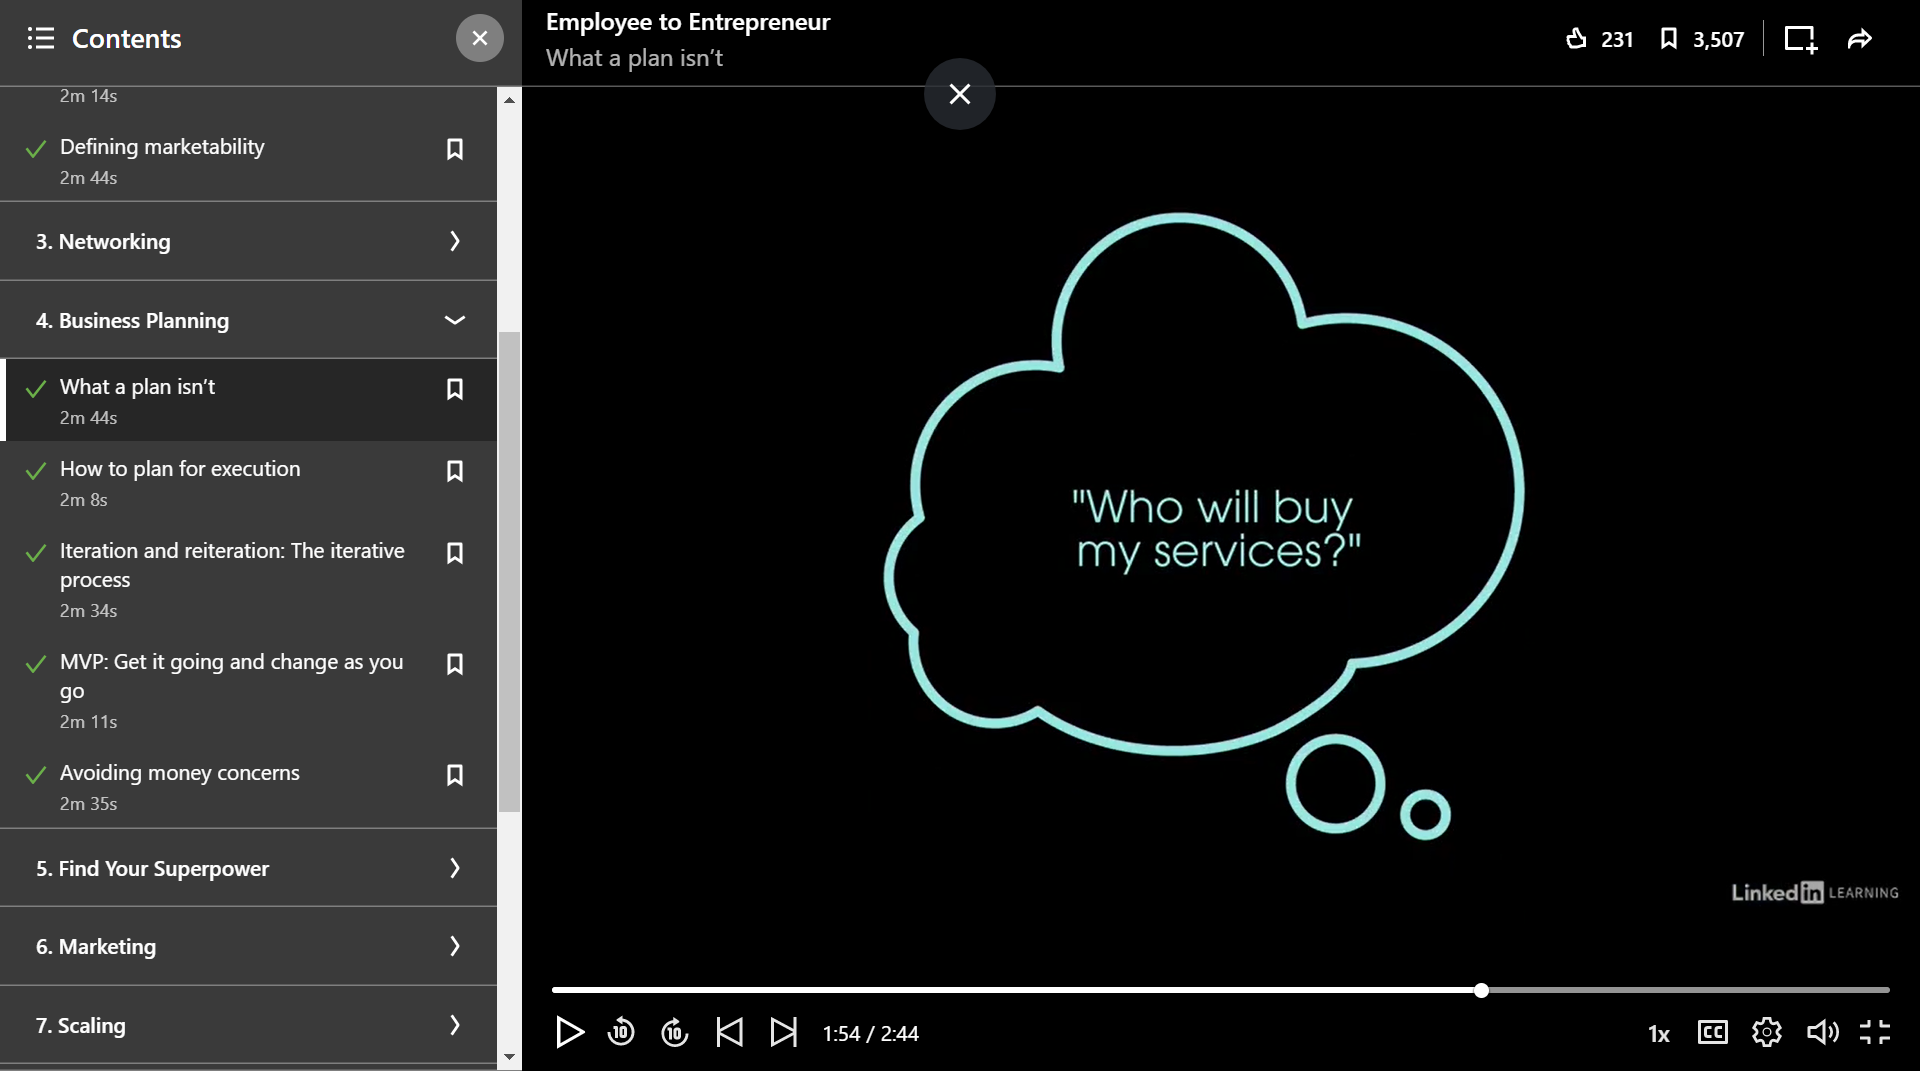 Contents
2m 14s
Defining marketability
2m 44s
3. Networking
4. Business Planning
What a plan isn’t
2m 44s
How to plan for execution
2m 8s
Iteration and reiteration: The iterative
process
2m 34s
MVP: Get it going and change as you
go
2m 11s
Avoiding money concerns
2m 35s
5. Find Your Superpower
6. Marketing
7. Scaling
Employee to Entrepreneur
What a plan isn’t
231
3,507
"Who will buy
my services?"
Linked in LEARNING
10
10
1:54 / 2:44
1x
CC